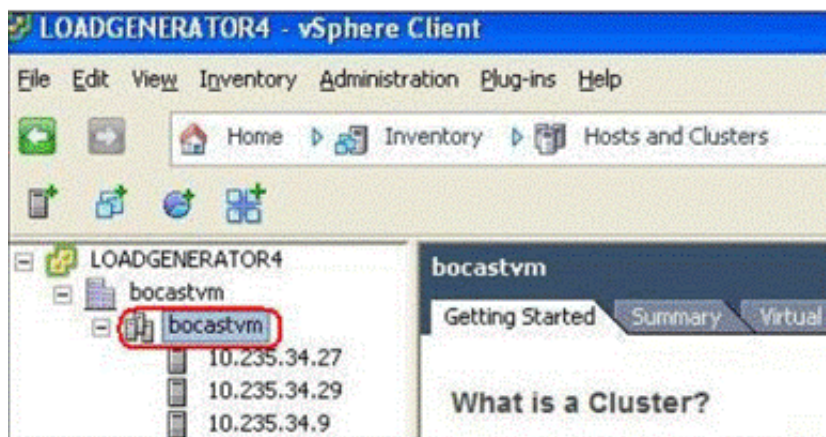 LOADGENERATOR4 - vSphere Client
File Edit View Inventory Administration Plug-ins Help
Home Inventory Hosts and Clusters
LOADGENERATOR4
bocastvm
bocastvm
10.235.34.27
10.235.34.29
10.235.34.9
bocastvm
Getting Started Summary Virtual
What is a Cluster?